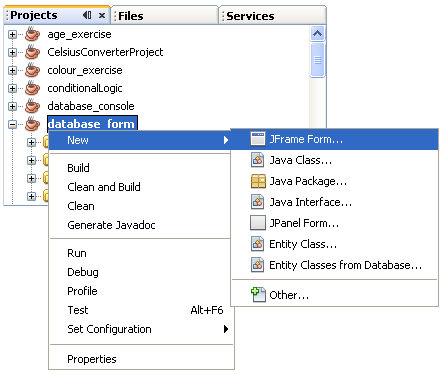 Projects Files Services
age_exercise
CelsiusConverterProject
colour_exercise
conditionalLogic
database_console
database_form
New
Build
Clean and Build
Clean
Generate Javadoc
Run
Debug
Profile
Test Alt+F6
Set Configuration
Properties
JFrame Form...
Java Class...
Java Package...
Java Interface...
JPanel Form...
Entity Class...
Entity Classes from Database...
Other...